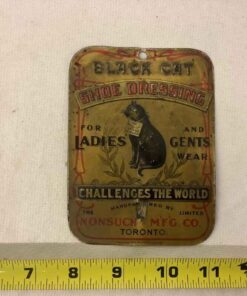 BLACK CAT
SHOE DRESSING
FOR AND
LADIES GENTS
WEAR
CHALLENGES THE WORLD
MANUFACTURED BY
THE NONSUCH MFG. CO. LIMITED
TORONTO
7 8 9 10 11